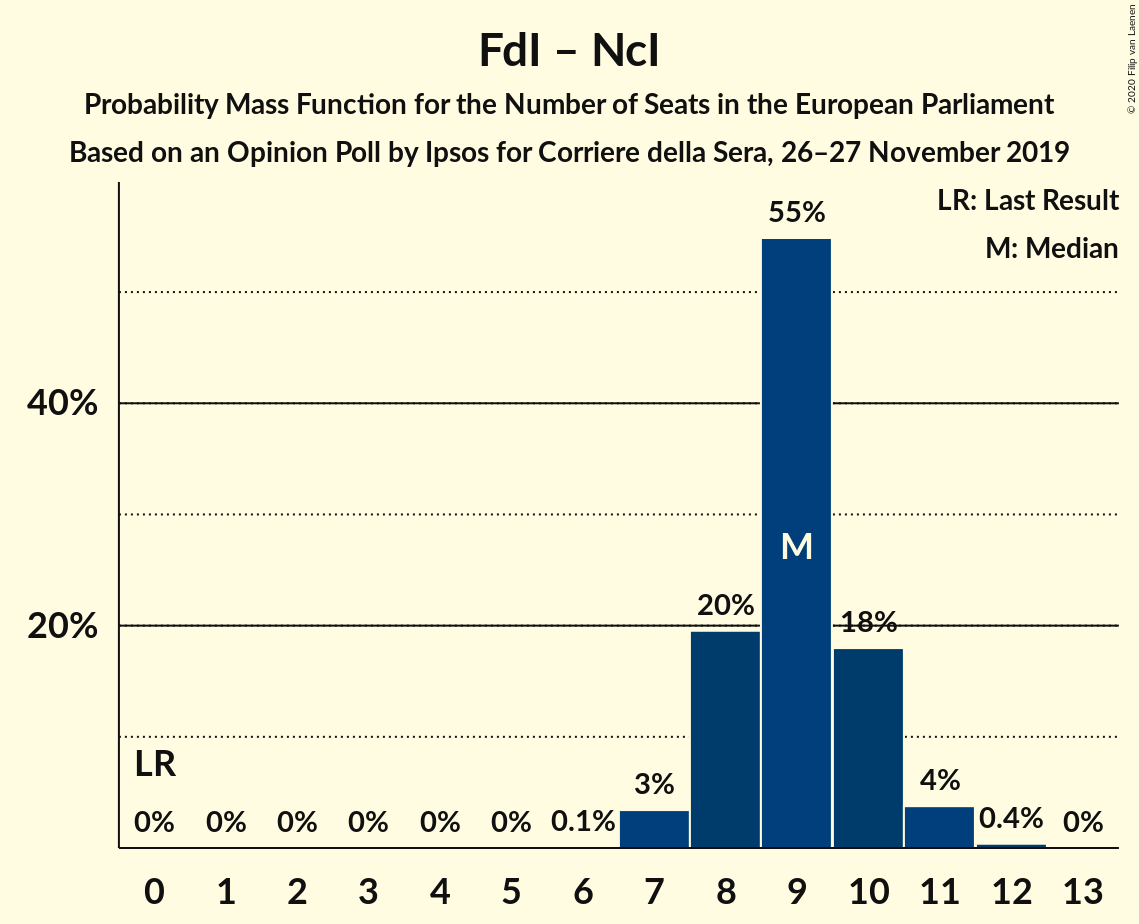 FdI – NcI
Probability Mass Function for the Number of Seats in the European Parliament
Based on an Opinion Poll by Ipsos for Corriere della Sera, 26–27 November 2019
© 2020 Filip van Laenen
LR: Last Result
M: Median
55%
40%
M
20%
20%
18%
LR
0%
0%
0%
0%
0%
0%
0.1%
3%
4%
0.4%
0%
0 1 2 3 4 5 6 7 8 9 10 11 12 13